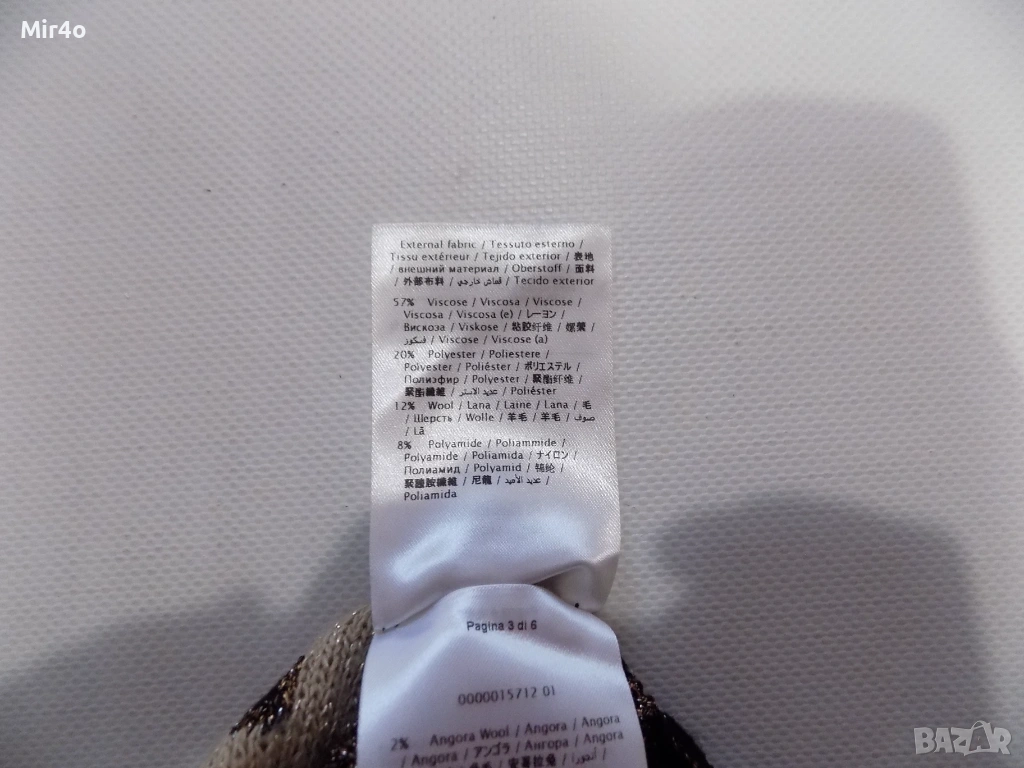 Mir4o
External fabric / Tessuto esterno /
Tissu extérieur / Tejido exterior / 表地
/ внешний материал / Oberstoff / 面料
/ 外部布料 / قماش خارجي / Tecido exterior
57% Viscose / Viscosa / Viscose /
Viscosa / Viscosa (e) / レーヨン /
Вискоза / Viskose / 粘胶纤维 / 嫘縈 /
فسكوز / Viscose / Viscose (a)
20% Polyester / Poliestere /
Polyester / Poliéster / ポリエステル /
Полиэфир / Polyester / 聚酯纤维 /
聚酯纖維 / عديد الاستر / Poliéster
12% Wool / Lana / Laine / Lana / 毛
/ Шерсть / Wolle / 羊毛 / 羊毛 / صوف
/ Lã
8% Polyamide / Poliammide /
Polyamide / Poliamida / ナイロン /
Полиамид / Polyamid / 锦纶 /
聚醯胺纖維 / 尼龍 / عديد الأميد /
Poliamida
Pagina 3 di 6
0000015712 01
2% Angora Wool / Angora / Angora
/ Angora / アンゴラ / Ангора / Angora
/ 安哥拉兔 / أنجورا /
BAZAR